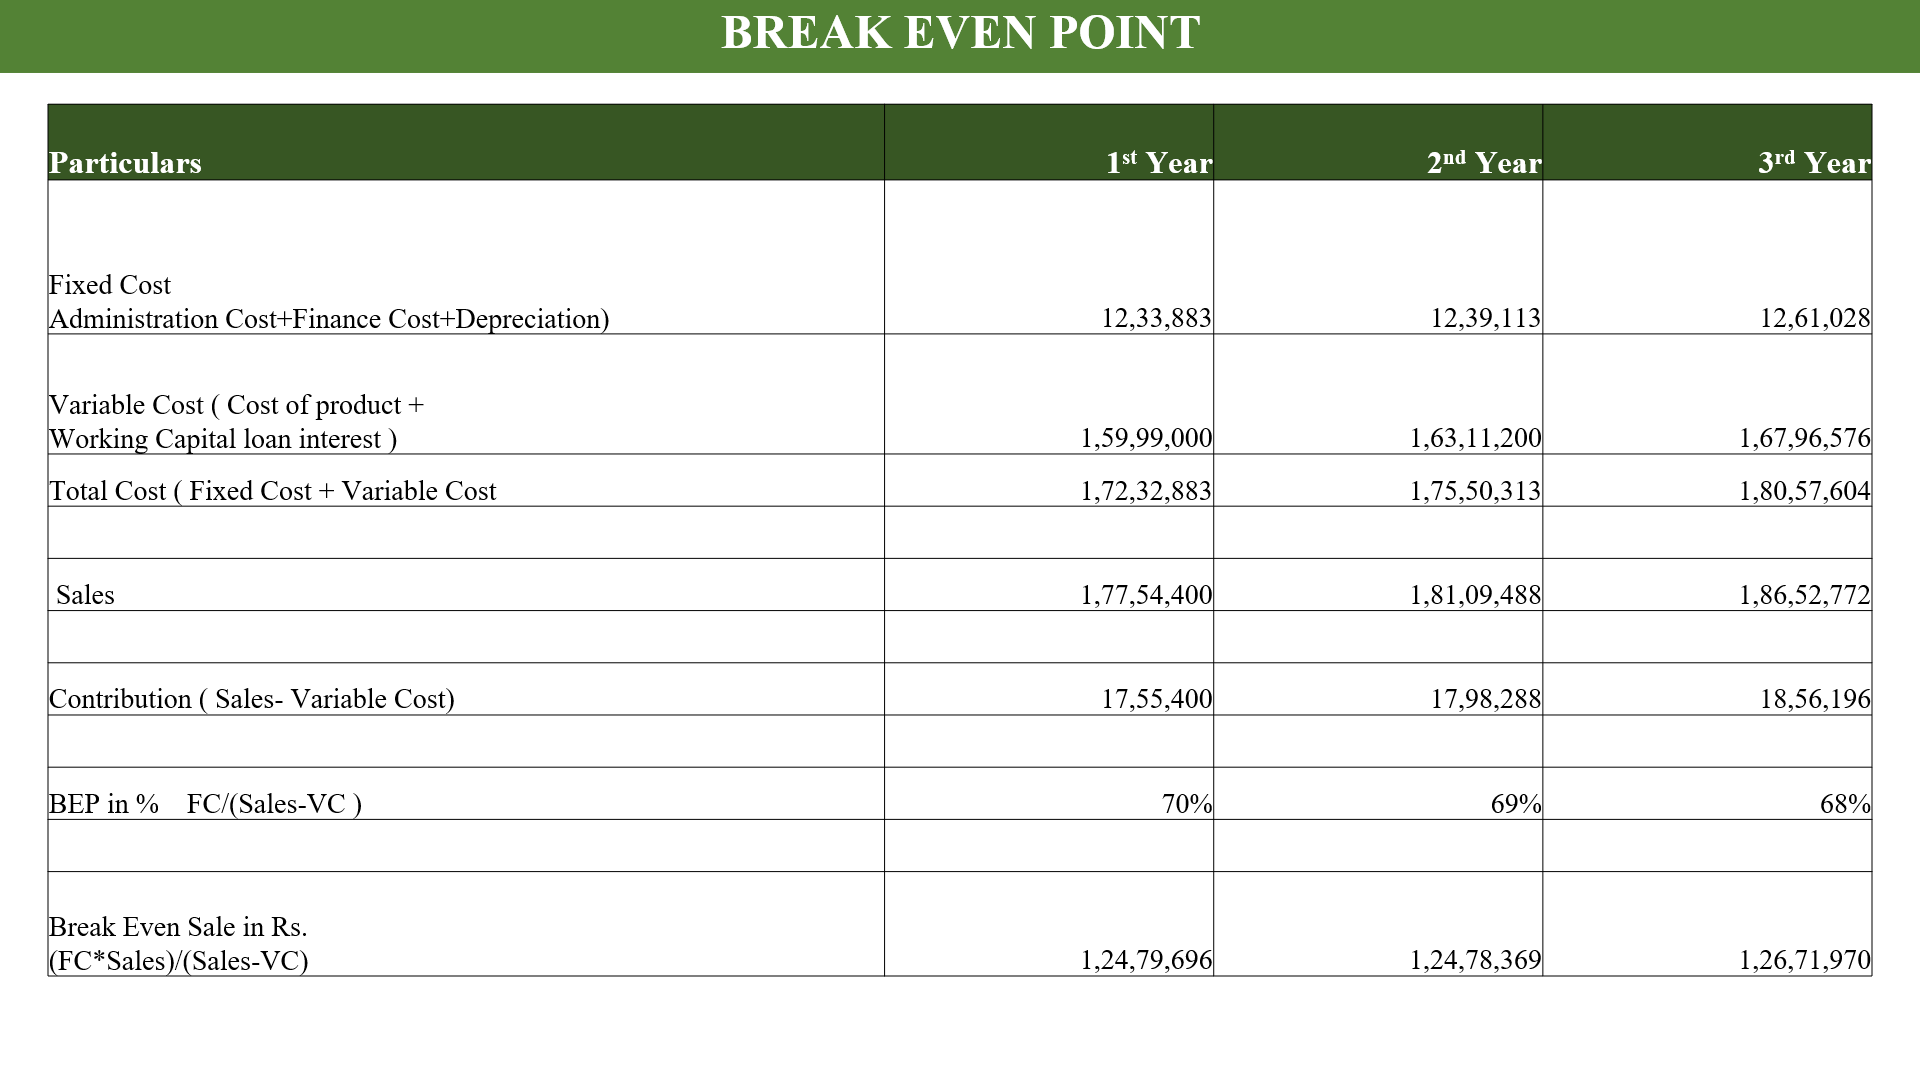 BREAK EVEN POINT
Particulars 1st Year 2nd Year 3rd Year
Fixed Cost
Administration Cost+Finance Cost+Depreciation) 12,33,883 12,39,113 12,61,028
Variable Cost ( Cost of product +
Working Capital loan interest ) 1,59,99,000 1,63,11,200 1,67,96,576
Total Cost ( Fixed Cost + Variable Cost 1,72,32,883 1,75,50,313 1,80,57,604
Sales 1,77,54,400 1,81,09,488 1,86,52,772
Contribution ( Sales- Variable Cost) 17,55,400 17,98,288 18,56,196
BEP in % FC/(Sales-VC ) 70% 69% 68%
Break Even Sale in Rs.
(FC*Sales)/(Sales-VC) 1,24,79,696 1,24,78,369 1,26,71,970